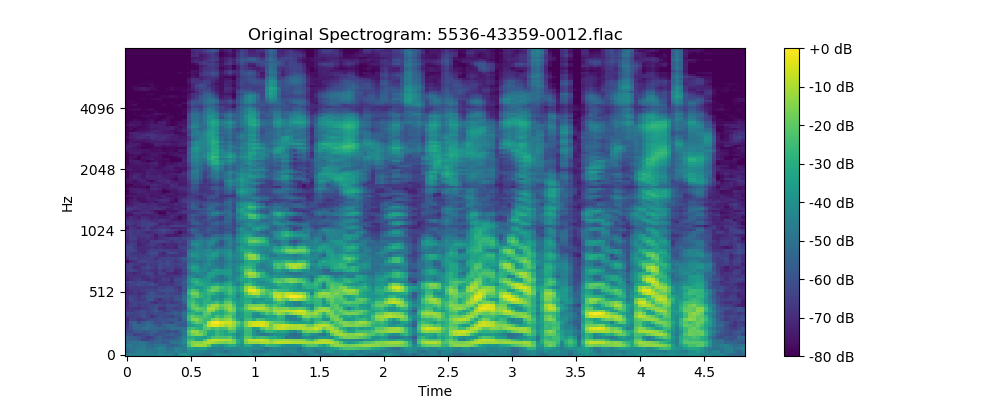 Original Spectrogram: 5536-43359-0012.flac
Hz
4096
2048
1024
512
0
0 0.5 1 1.5 2 2.5 3 3.5 4 4.5
Time
+0 dB
-10 dB
-20 dB
-30 dB
-40 dB
-50 dB
-60 dB
-70 dB
-80 dB